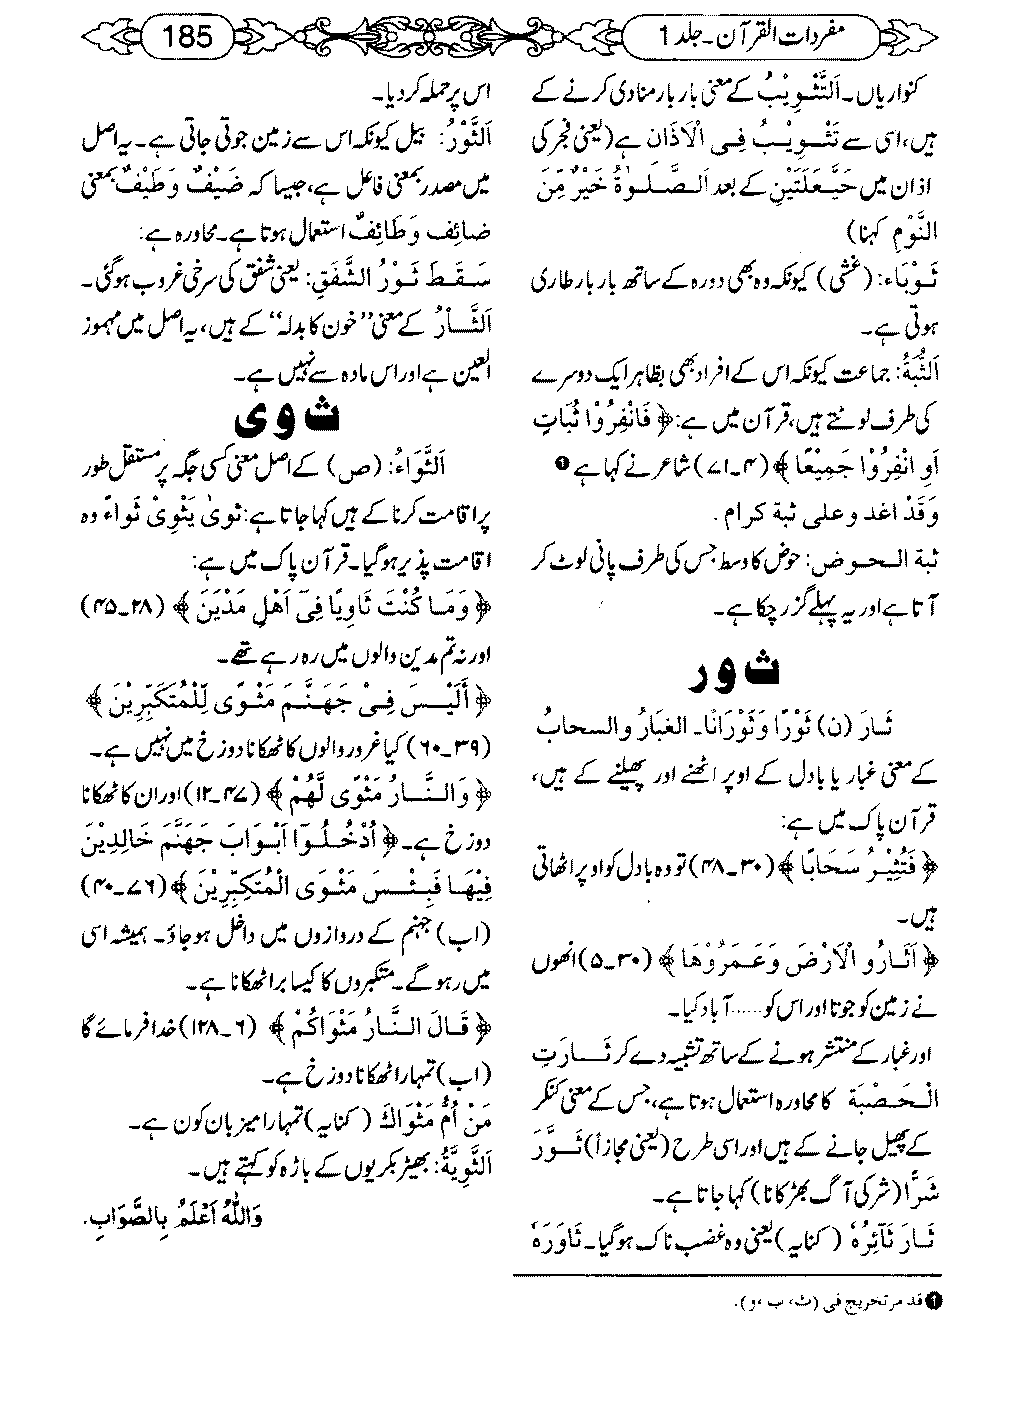 مفردات القرآن۔جلد 1
185
کنواریاں۔ اَلتَّثْوِیْبُ کے معنی بار بار منادی کرنے کے
ہیں، اسی سے تَثْوِیْبُ فِی الْاَذَان ہے (یعنی فجر کی
اذان میں حَیَّعَلَتَیْنِ کے بعد اَلصَّلٰوۃُ خَیْرٌ مِّنَ
النَّوْمِ کہنا)
ثَوْبَاء: (غشی) کیونکہ وہ بھی دورہ کے ساتھ بار بار طاری
ہوتی ہے۔
اَلثُّبَۃُ: جماعت کیونکہ اس کے افراد بھی بظاہر ایک دوسرے
کی طرف لوٹتے ہیں، قرآن میں ہے: ﴿فَانْفِرُوْا ثُبَاتٍ
اَوِ انْفِرُوْا جَمِیْعًا﴾ (۴۔۷۱) شاعر نے کہا ہے ❶
وَقَدْ اغد وعلی ثبة کرام .
ثبة الحوض: حوض کا وسط جس کی طرف پانی لوٹ کر
آتا ہے اور یہ پہلے گزر چکا ہے۔
ث و ر
ثَارَ (ن) ثَوْرًا وَثَوْرَانًا۔ الغبَارُ والسحابُ
کے معنی غبار یا بادل کے اوپر اٹھنے اور پھیلنے کے ہیں،
قرآن پاک میں ہے:
﴿فَتُثِیْرُ سَحَابًا﴾ (۳۰۔۴۸) تو وہ بادل کو اوپر اٹھاتی
ہیں۔
﴿اَثَارُو الْاَرْضَ وَعَمَرُوْھَا﴾ (۳۰۔۵) انھوں
نے زمین کو جوتا اور اس کو...... آباد کیا۔
اور غبار کے منتشر ہونے کے ساتھ تشبیہ دے کر ثَارَتِ
الْحَصْبَة کا محاورہ استعمال ہوتا ہے، جس کے معنی کنکر
کے پھیل جانے کے ہیں اور اسی طرح (یعنی مجازاً) ثَوَّرَ
شَرًّا (شر کی آگ بھڑکانا) کہا جاتا ہے۔
ثَارَ ثَآئِرُہٗ (کنایہ) یعنی وہ غضب ناک ہوگیا۔ ثَاوَرَہٗ
❶ قد مر تخریج فی (ث، ب، و).
اس پر حملہ کردیا۔
اَلثَّوْرُ: بیل کیونکہ اس سے زمین جوتی جاتی ہے۔ یہ اصل
میں مصدر بمعنی فاعل ہے، جیسا کہ ضَیْفٌ وَطَیْفٌ بمعنی
ضائِف وَطَائِفٌ استعمال ہوتا ہے۔ محاورہ ہے:
سَقَطَ ثَوْرُ الشَّفَقِ: یعنی شفق کی سرخی غروب ہوگئی۔
اَلثَّارُ کے معنی ’’خون کا بدلہ‘‘ کے ہیں، یہ اصل میں مہموز
لعین ہے اور اس مادہ سے نہیں ہے۔
ث و ی
اَلثَّوَاءُ: (ص) کے اصل معنی کسی جگہ پر مستقل طور
پر اقامت کرنا کے ہیں کہا جاتا ہے: ثَویٰ یَثْوِیْ ثَوَاءً وہ
اقامت پذیر ہوگیا۔ قرآن پاک میں ہے:
﴿وَمَا کُنْتَ ثَاوِیًا فِیٓ اَھْلِ مَدْیَنَ﴾ (۲۸۔۴۵)
اور نہ تم مدین والوں میں رہ رہے تھے۔
﴿أَلَیْسَ فِیْ جَھَنَّمَ مَثْوًی لِّلْمُتَکَبِّرِیْنَ﴾
(۳۹۔۶۰) کیا غرور والوں کا ٹھکانا دوزخ میں نہیں ہے۔
﴿وَالنَّارُ مَثْوًی لَّھُمْ﴾ (۴۷۔۱۲) اور ان کا ٹھکانا
دوزخ ہے۔ ﴿اُدْخُلُوٓا اَبْوَابَ جَھَنَّمَ خَالِدِیْنَ
فِیْھَا فَبِئْسَ مَثْوَی الْمُتَکَبِّرِیْنَ﴾ (۴۰۔۷۶)
(اب) جہنم کے دروازوں میں داخل ہو جاؤ۔ ہمیشہ اسی
میں رہو گے۔ متکبروں کا کیسا برا ٹھکانا ہے۔
﴿قَالَ النَّارُ مَثْوَاکُمْ﴾ (۶۔۱۲۸) خدا فرمائے گا
(اب) تمہارا ٹھکانا دوزخ ہے۔
مَنْ اُمُّ مَثْوَاكَ (کنایہ) تمہارا میزبان کون ہے۔
اَلثَّوِیَّةُ: بھیڑ بکریوں کے باڑہ کو کہتے ہیں۔
وَاللّٰہُ اَعْلَمُ بِالصَّوَابِ.